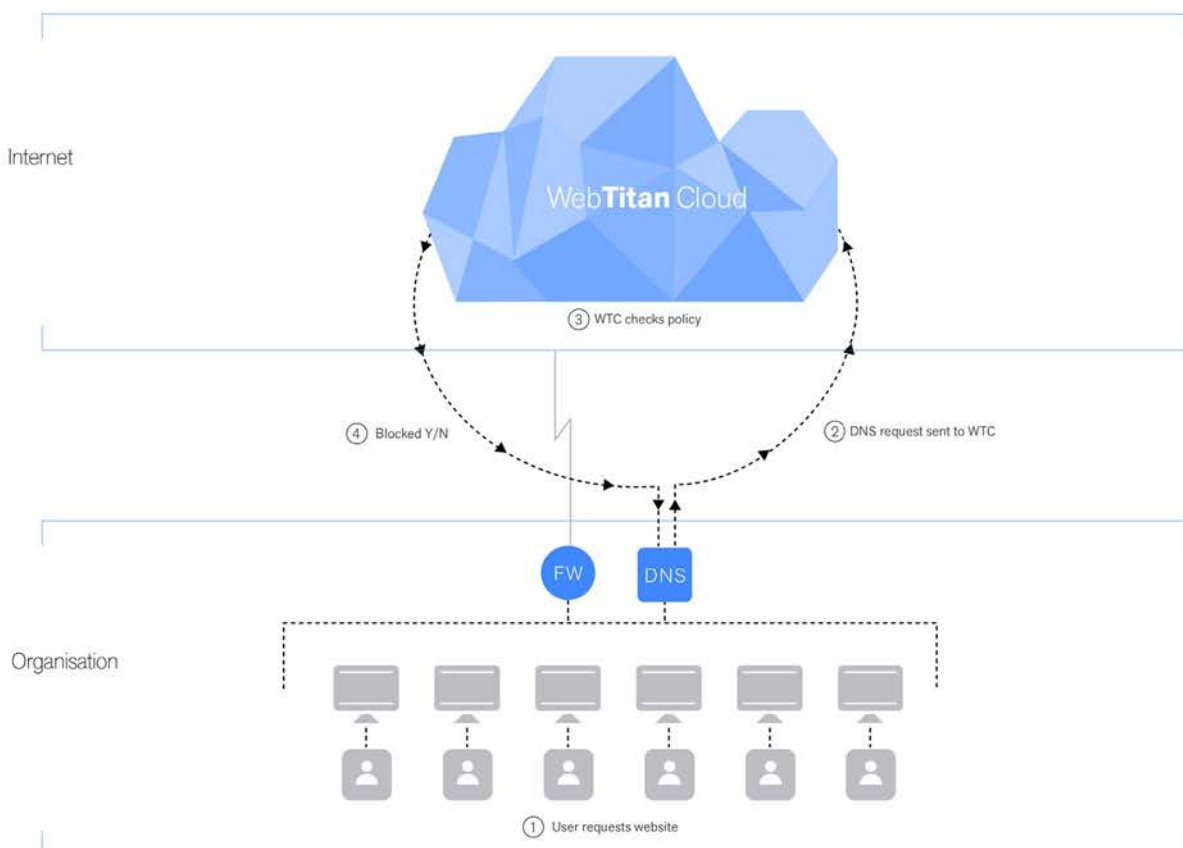 Internet
WebTitan Cloud
③ WTC checks policy
④ Blocked Y/N
② DNS request sent to WTC
FW
DNS
Organisation
① User requests website